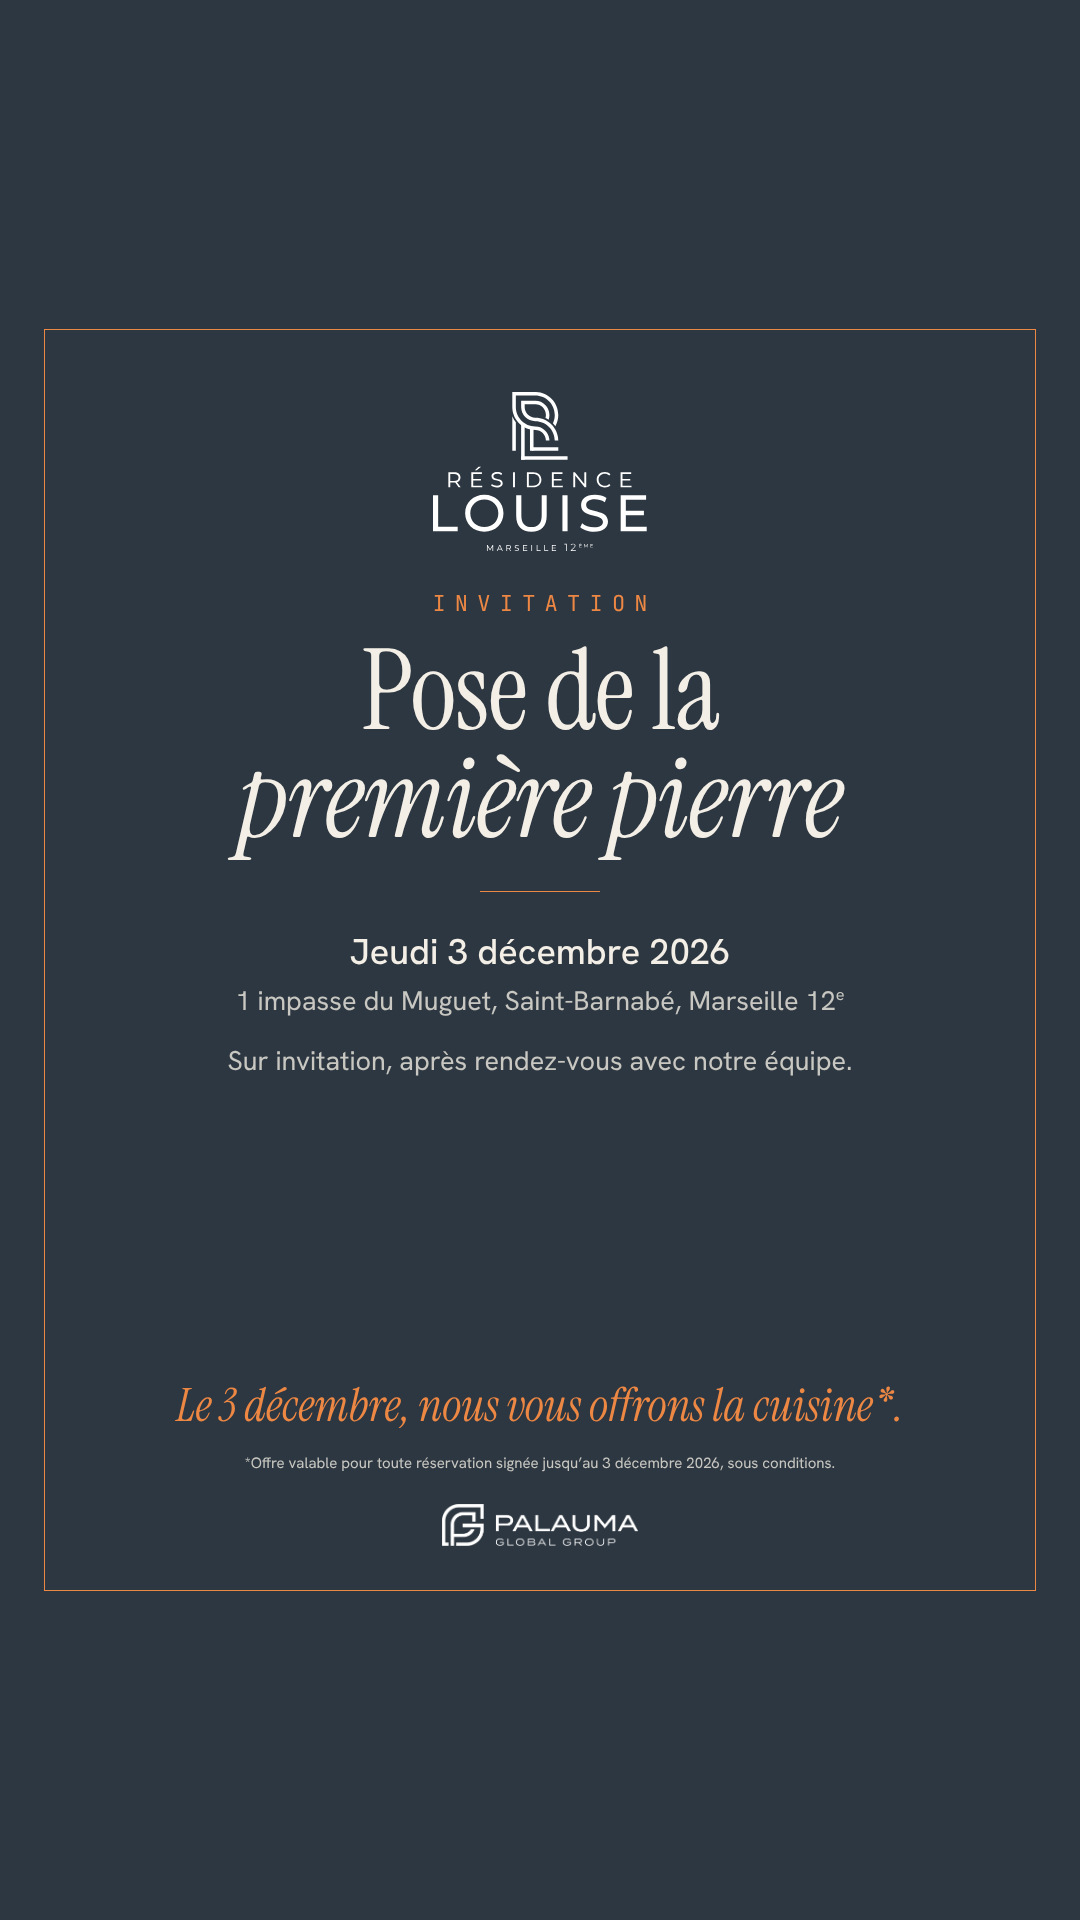 RÉSIDENCE
LOUISE
MARSEILLE 12ÈME
INVITATION
Pose de la
première pierre
Jeudi 3 décembre 2026
1 impasse du Muguet, Saint-Barnabé, Marseille 12e
Sur invitation, après rendez-vous avec notre équipe.
Le 3 décembre, nous vous offrons la cuisine*.
*Offre valable pour toute réservation signée jusqu’au 3 décembre 2026, sous conditions.
PALAUMA
GLOBAL GROUP